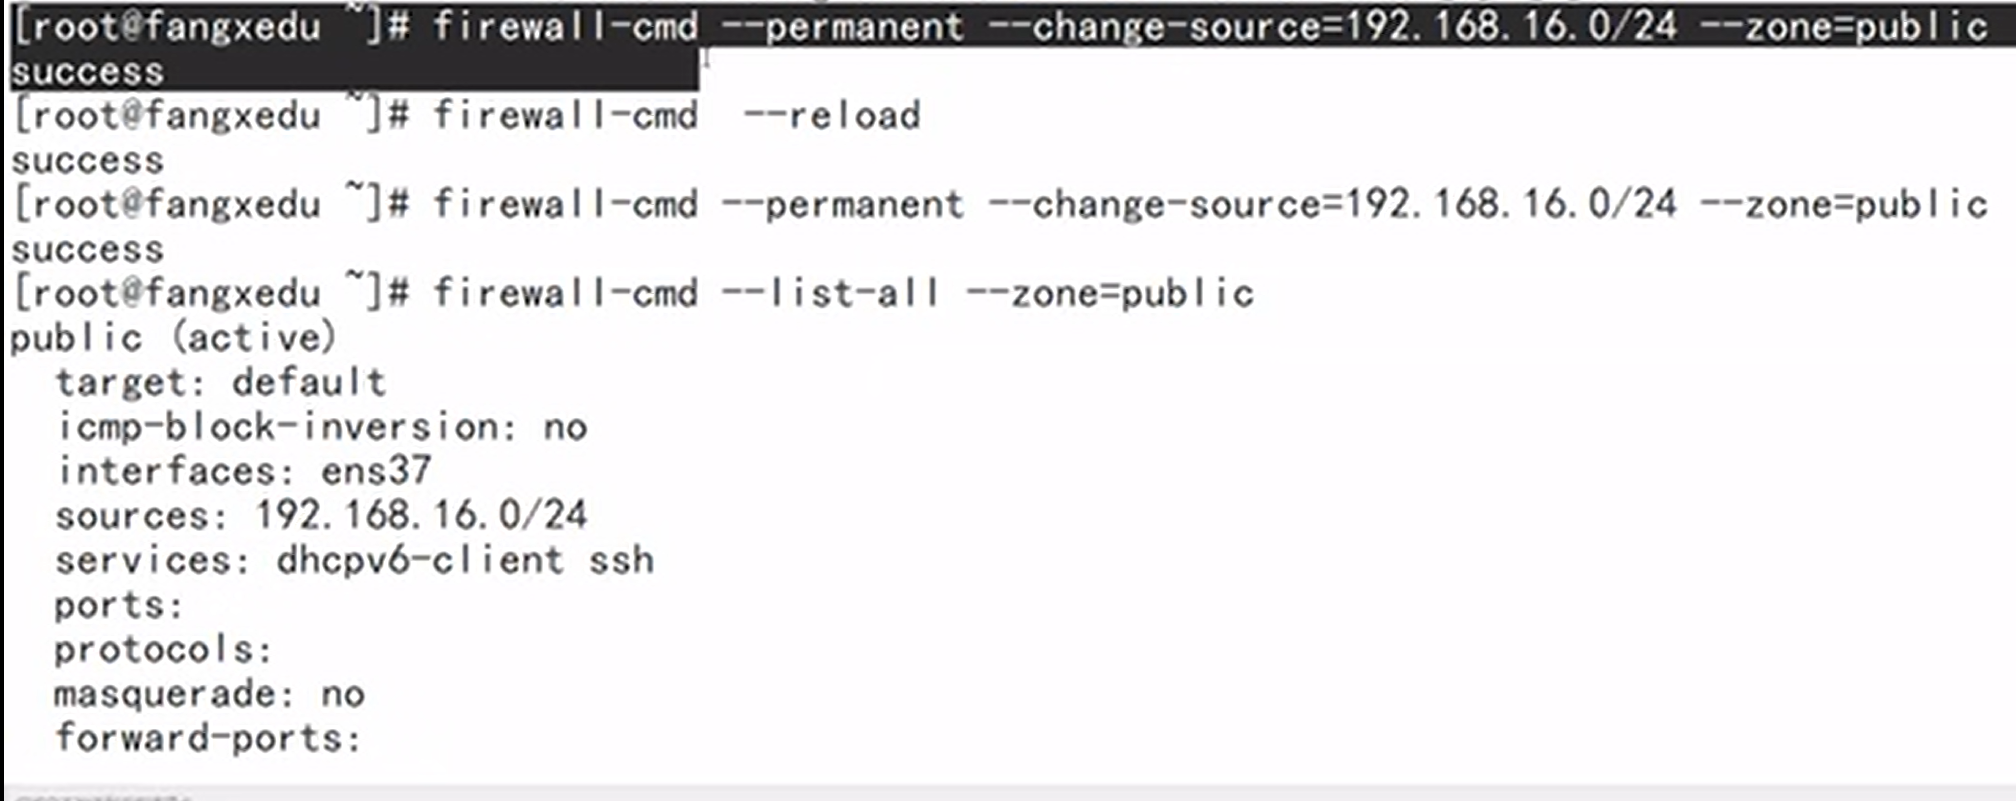 [root@fangxedu ~]# firewall-cmd --permanent --change-source=192.168.16.0/24 --zone=public
success
[root@fangxedu ~]# firewall-cmd  --reload
success
[root@fangxedu ~]# firewall-cmd --permanent --change-source=192.168.16.0/24 --zone=public
success
[root@fangxedu ~]# firewall-cmd --list-all --zone=public
public (active)
  target: default
  icmp-block-inversion: no
  interfaces: ens37
  sources: 192.168.16.0/24
  services: dhcpv6-client ssh
  ports:
  protocols:
  masquerade: no
  forward-ports: